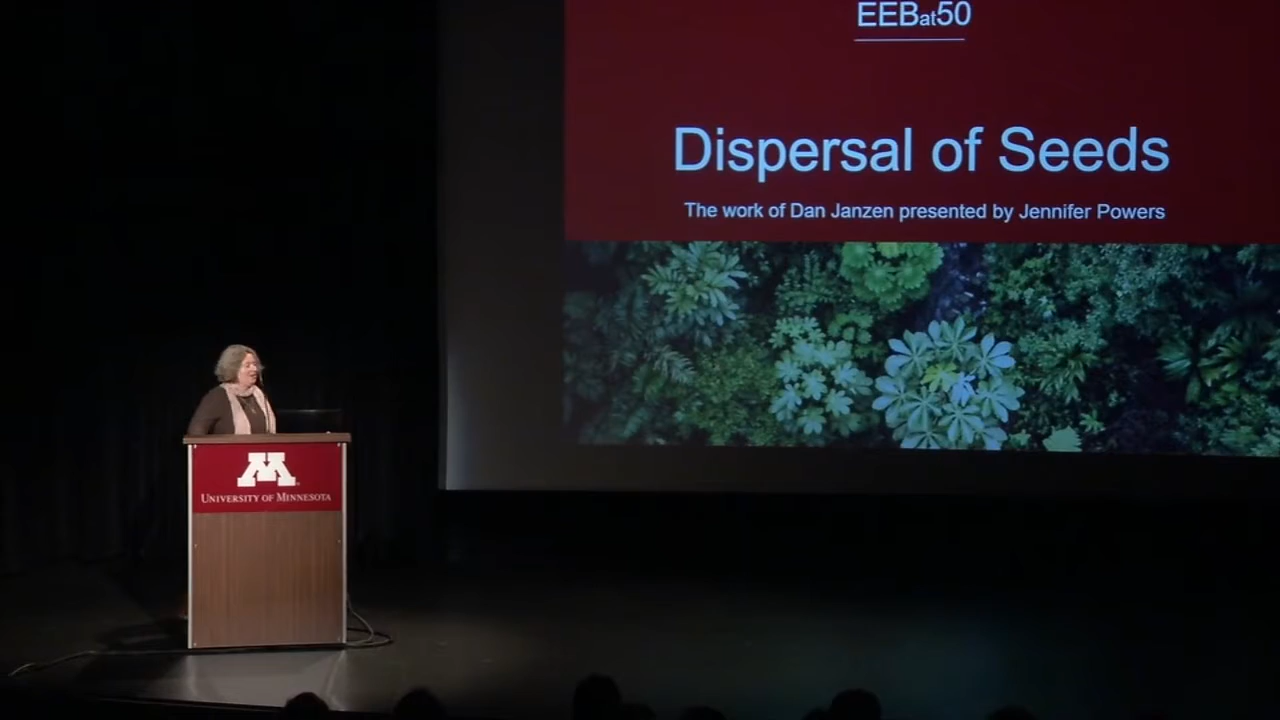 EEBat50
Dispersal of Seeds
The work of Dan Janzen presented by Jennifer Powers
M
UNIVERSITY OF MINNESOTA